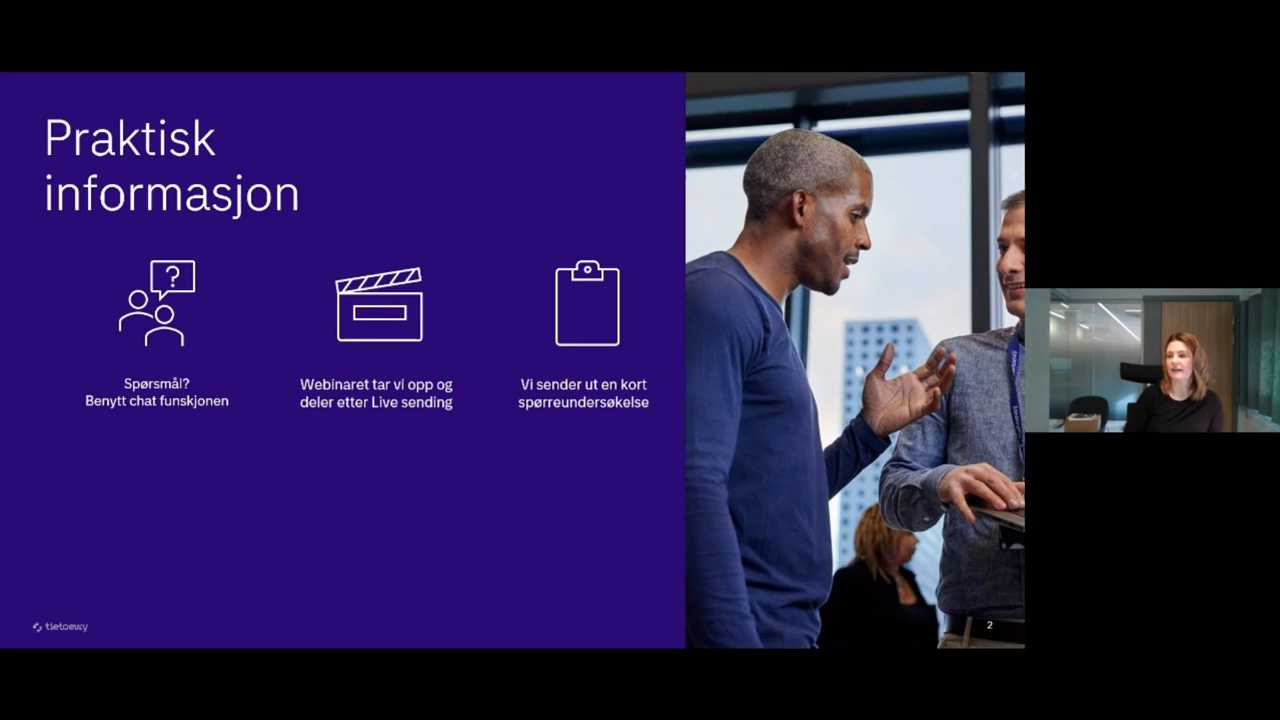 Praktisk
informasjon
?
Spørsmål?
Benytt chat funskjonen
Webinaret tar vi opp og
deler etter Live sending
Vi sender ut en kort
spørreundersøkelse
tietoevry
2